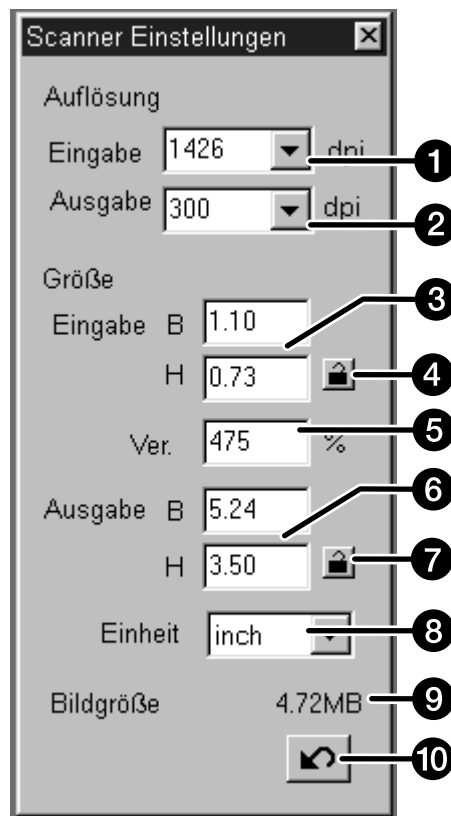 Scanner Einstellungen
Auflösung
Eingabe 1426 dpi 1
Ausgabe 300 dpi 2
Größe
3
Eingabe B 1.10
H 0.73 4
Ver. 475 % 5
6
Ausgabe B 5.24
H 3.50 7
Einheit inch 8
Bildgröße 4.72MB 9
10